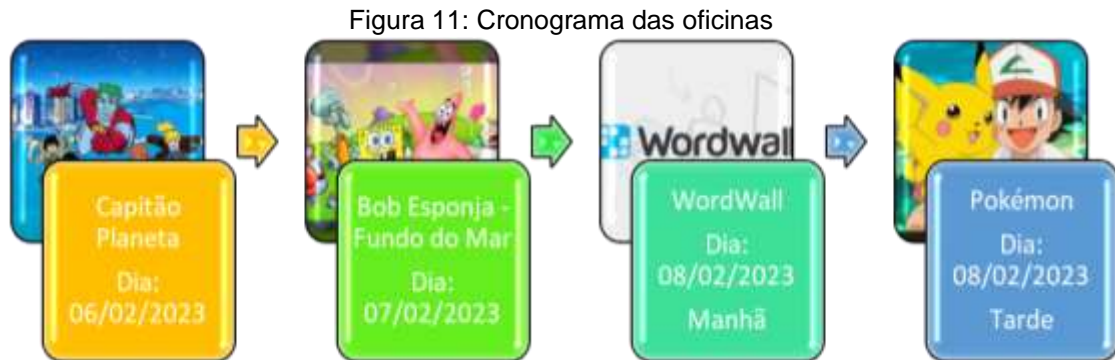 Figura 11: Cronograma das oficinas
Wordwal
Capitão
Planeta
Dia:
06/02/2023
Bob Esponja -
Fundo do Mar
Dia:
07/02/2023
WordWall
Dia:
08/02/2023
Manhã
Pokémon
Dia:
08/02/2023
Tarde